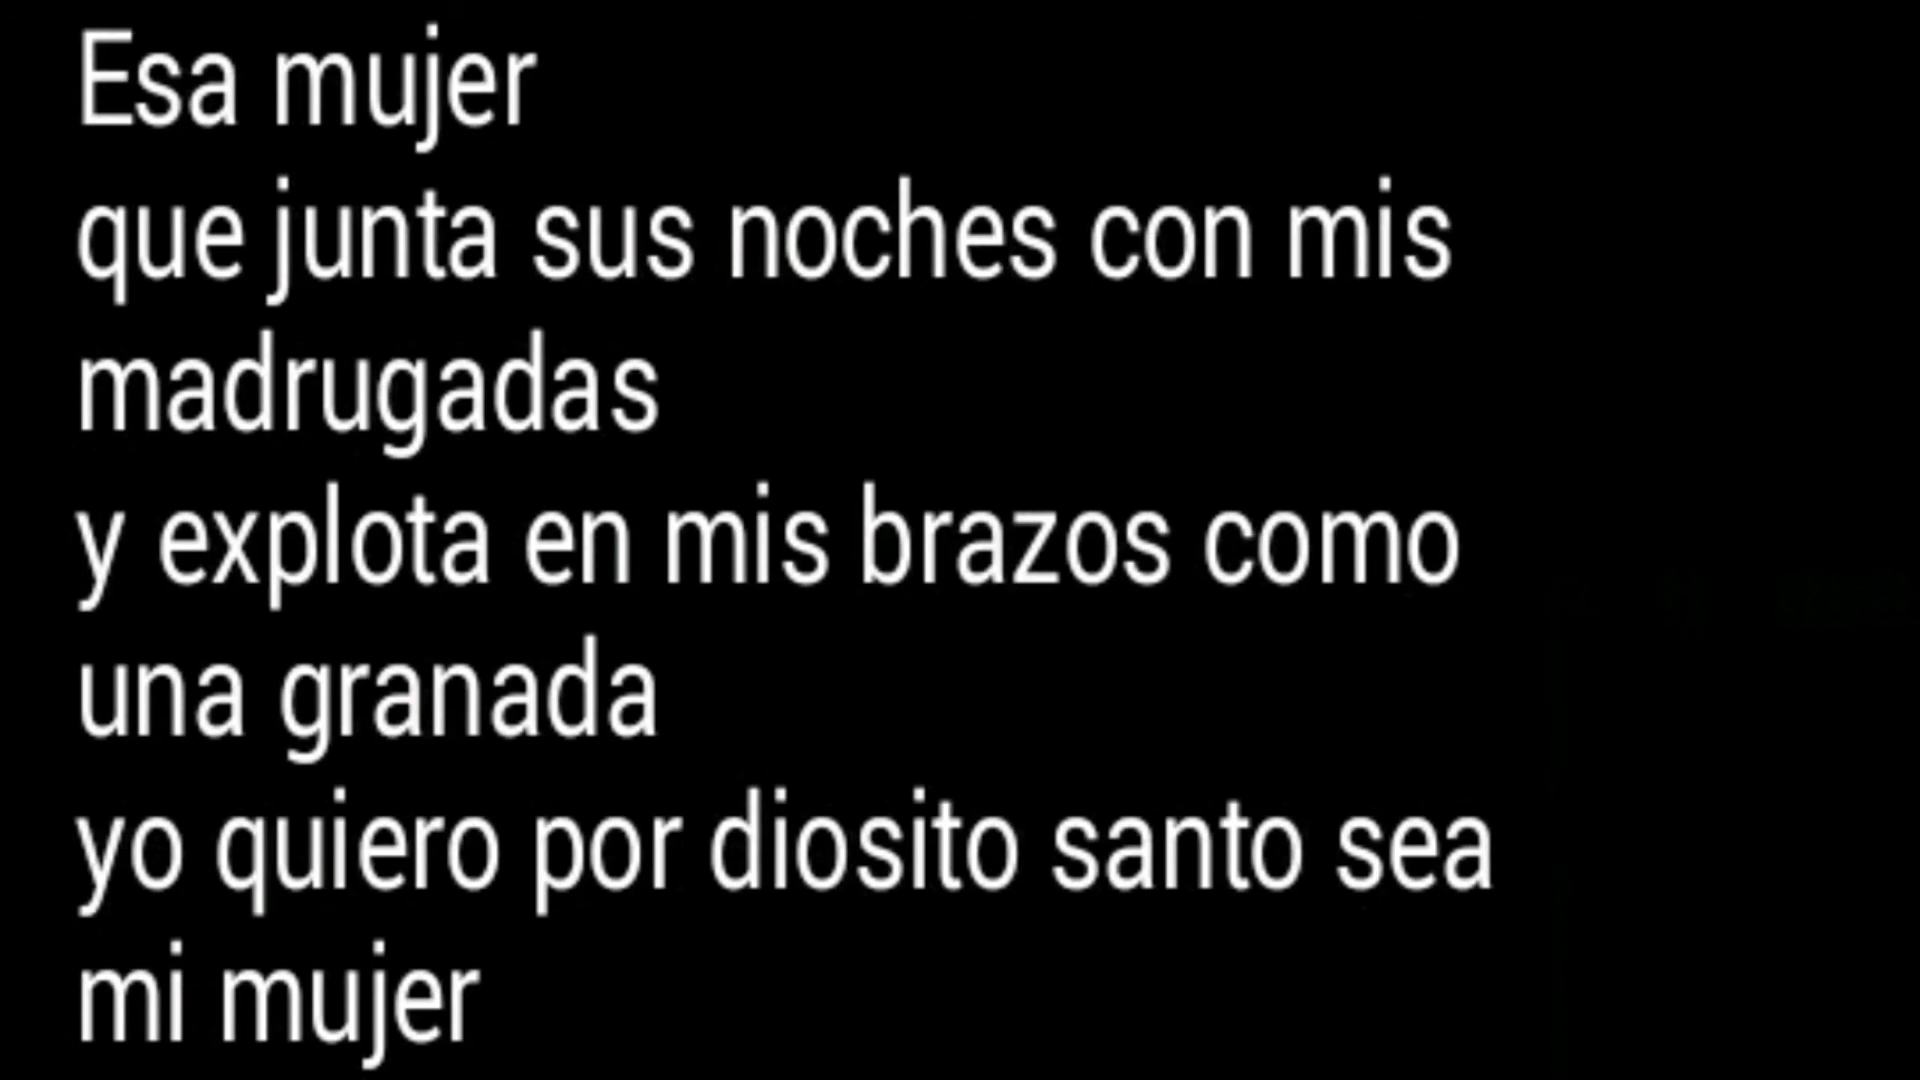 Esa mujer
que junta sus noches con mis
madrugadas
y explota en mis brazos como
una granada
yo quiero por diosito santo sea
mi mujer